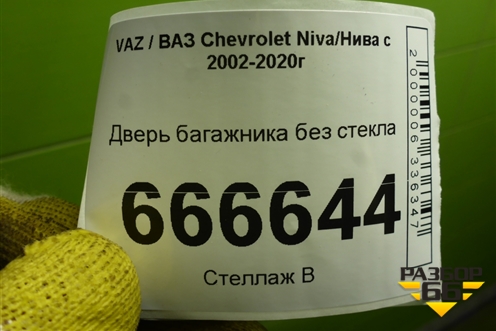 VAZ / ВАЗ Chevrolet Niva/Нива с
2002-2020г
Дверь багажника без стекла
666644
Стеллаж В
2000006336347
РАЗБОР
66